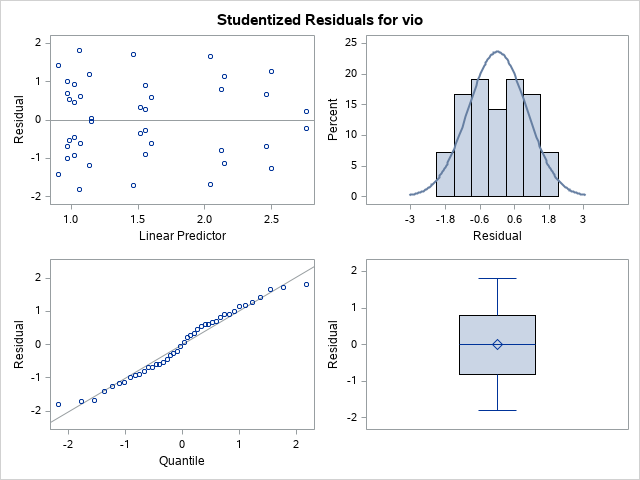 Studentized Residuals for vio
2
1
0
-1
-2
Residual
1.0 1.5 2.0 2.5
Linear Predictor
25
20
15
10
5
0
Percent
-3 -1.8 -0.6 0.6 1.8 3
Residual
2
1
0
-1
-2
Residual
-2 -1 0 1 2
Quantile
2
1
0
-1
-2
Residual